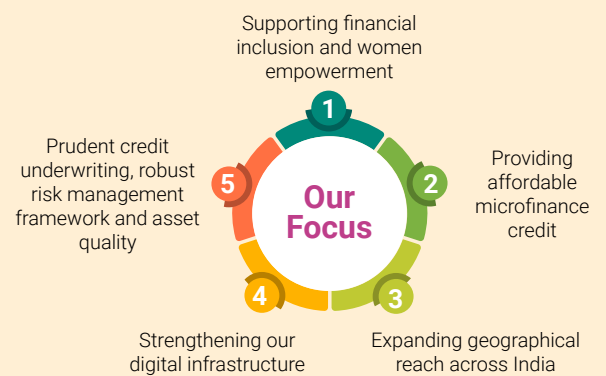 Supporting financial
inclusion and women
empowerment
1
Prudent credit
underwriting, robust
risk management
framework and asset
quality
5
Our
Focus
2
Providing
affordable
microfinance
credit
4
3
Strengthening our
digital infrastructure
Expanding geographical
reach across India